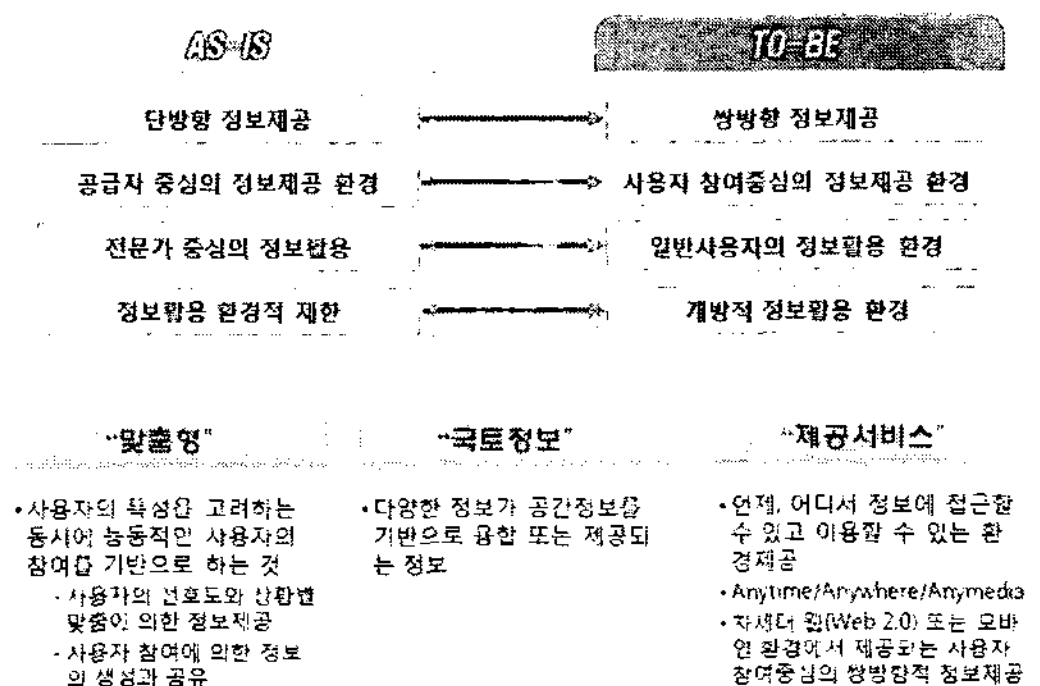 AS-IS
TO-BE
단방향 정보제공
쌍방향 정보제공
공급자 중심의 정보제공 환경
사용자 참여중심의 정보제공 환경
전문가 중심의 정보활용
일반사용자의 정보활용 환경
정보활용 환경적 제한
개방적 정보활용 환경
"맞춤형"
•사용자의 특성을 고려하는
동시에 능동적인 사용자의
참여를 기반으로 하는 것
- 사용자의 선호도와 상황별
맞춤에 의한 정보제공
- 사용자 참여에 의한 정보
의 생성과 공유
"국토정보"
•다양한 정보가 공간정보를
기반으로 융합 또는 제공되
는 정보
"제공서비스"
•언제, 어디서 정보에 접근할
수 있고 이용할 수 있는 환
경제공
•Anytime/Anywhere/Anymedia
•차세대 웹(Web 2.0) 또는 모바
일 환경에서 제공되는 사용자
참여중심의 쌍방향적 정보제공